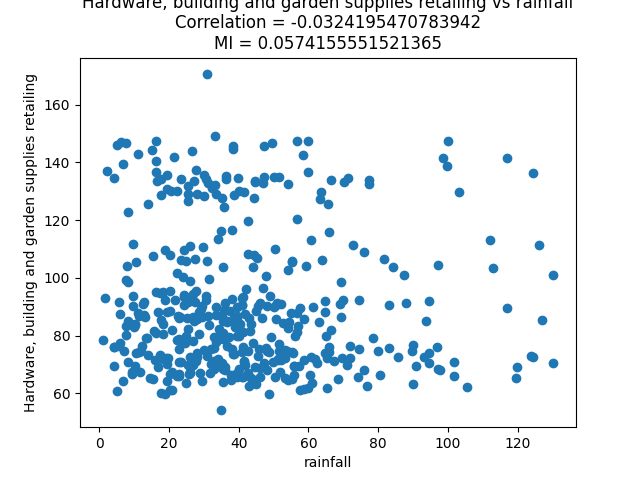 Hardware, building and garden supplies retailing vs rainfall
Correlation = -0.0324195470783942
MI = 0.0574155551521365
Hardware, building and garden supplies retailing
160
140
120
100
80
60
0 20 40 60 80 100 120
rainfall